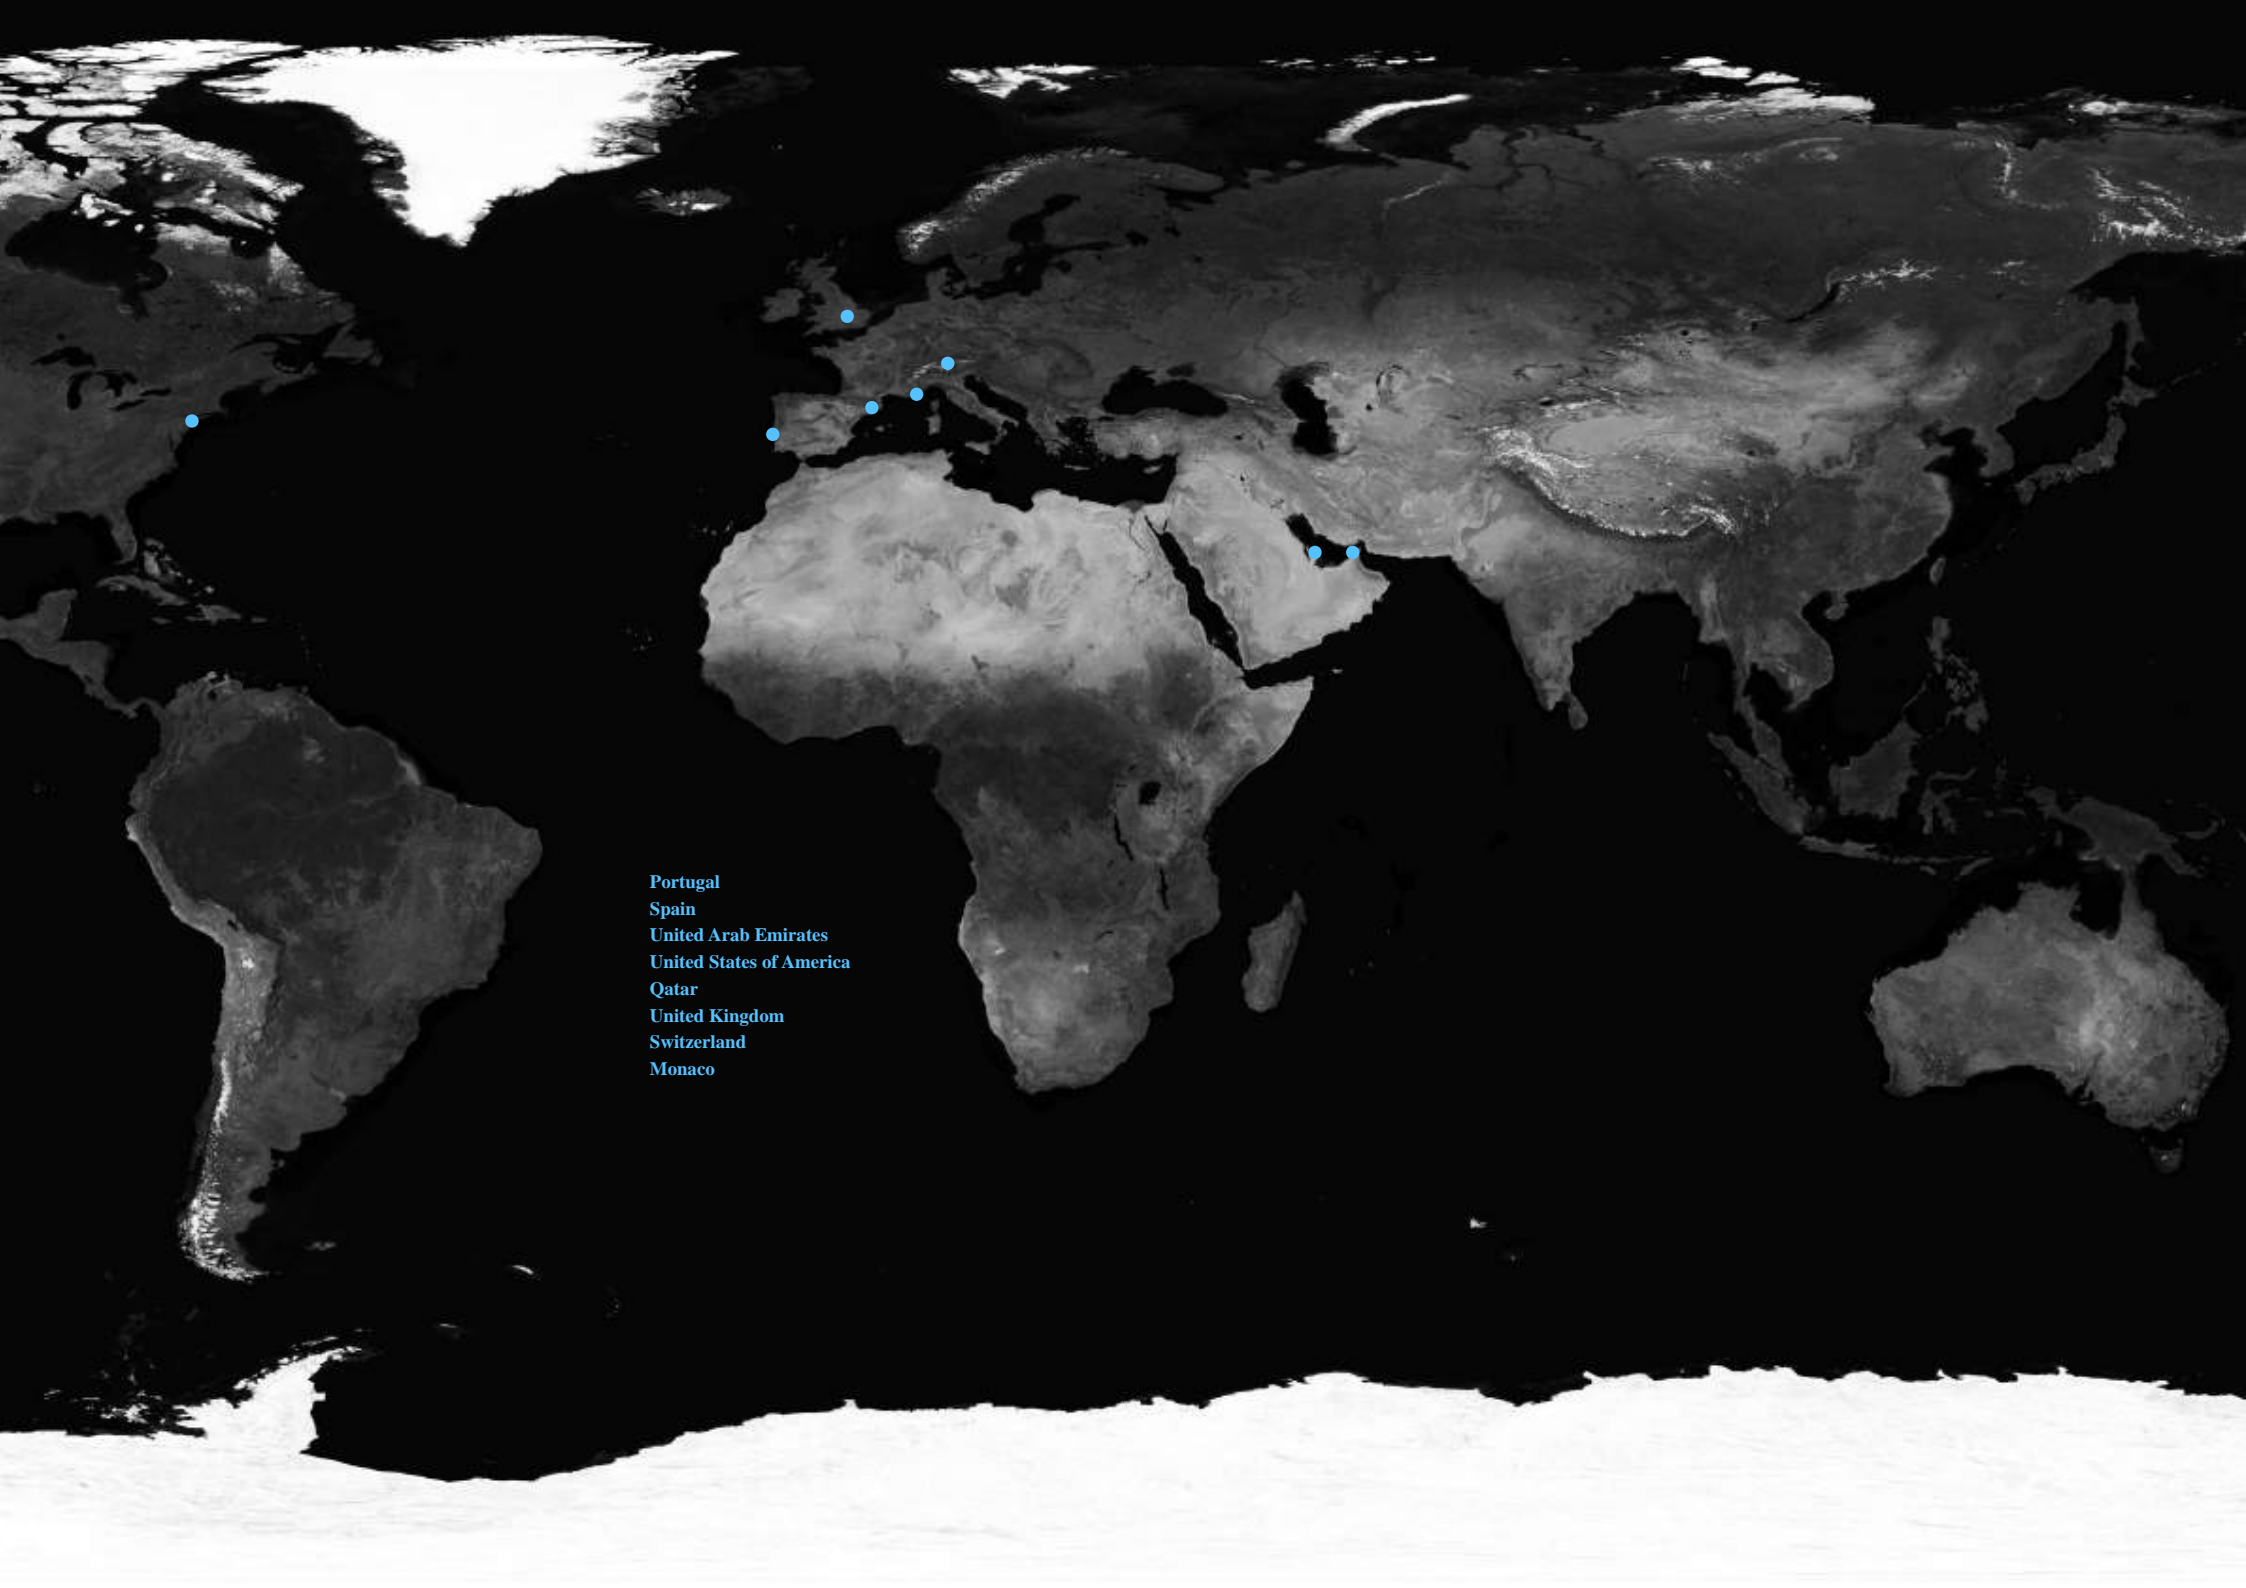 Portugal
Spain
United Arab Emirates
United States of America
Qatar
United Kingdom
Switzerland
Monaco